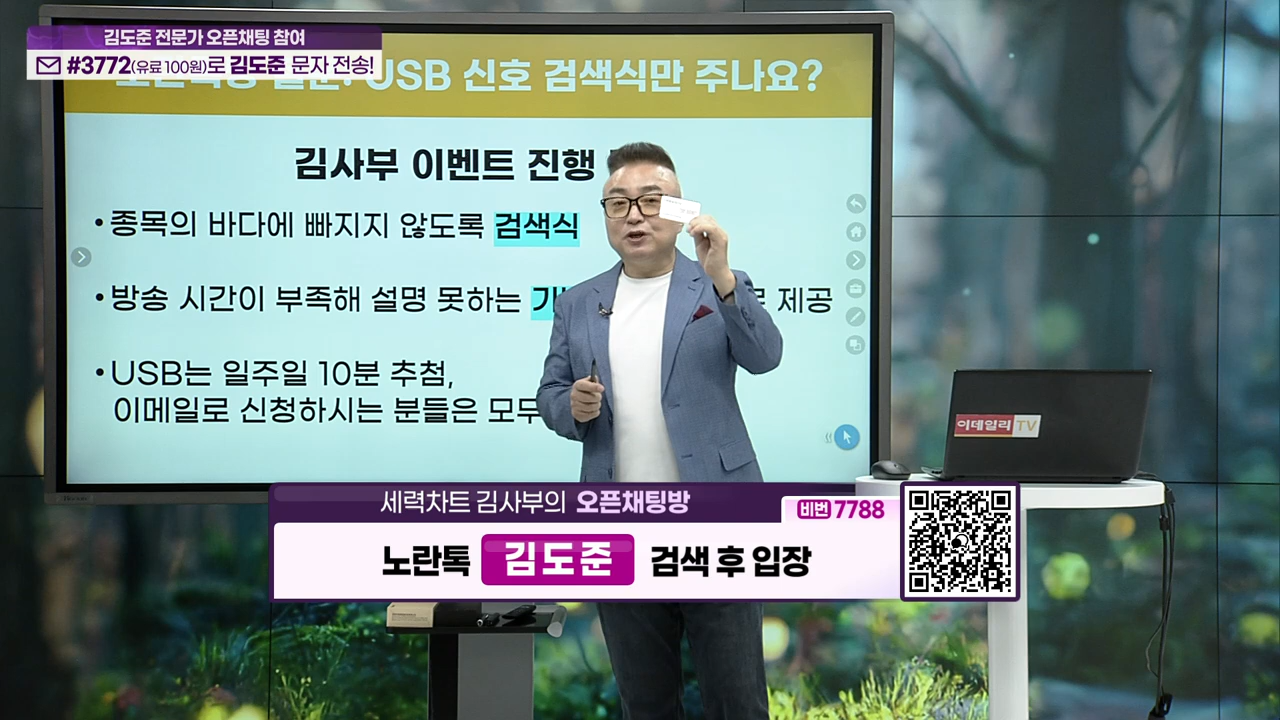 김도준 전문가 오픈채팅 참여
#3772(유료 100원)로 김도준 문자 전송!
USB 신호 검색식만 주나요?
김사부 이벤트 진행
• 종목의 바다에 빠지지 않도록 검색식
• 방송 시간이 부족해 설명 못하는 제공
• USB는 일주일 10분 추첨,
이메일로 신청하시는 분들은 모두
이데일리TV
세력차트 김사부의 오픈채팅방
비번 7788
노란톡 김도준 검색 후 입장